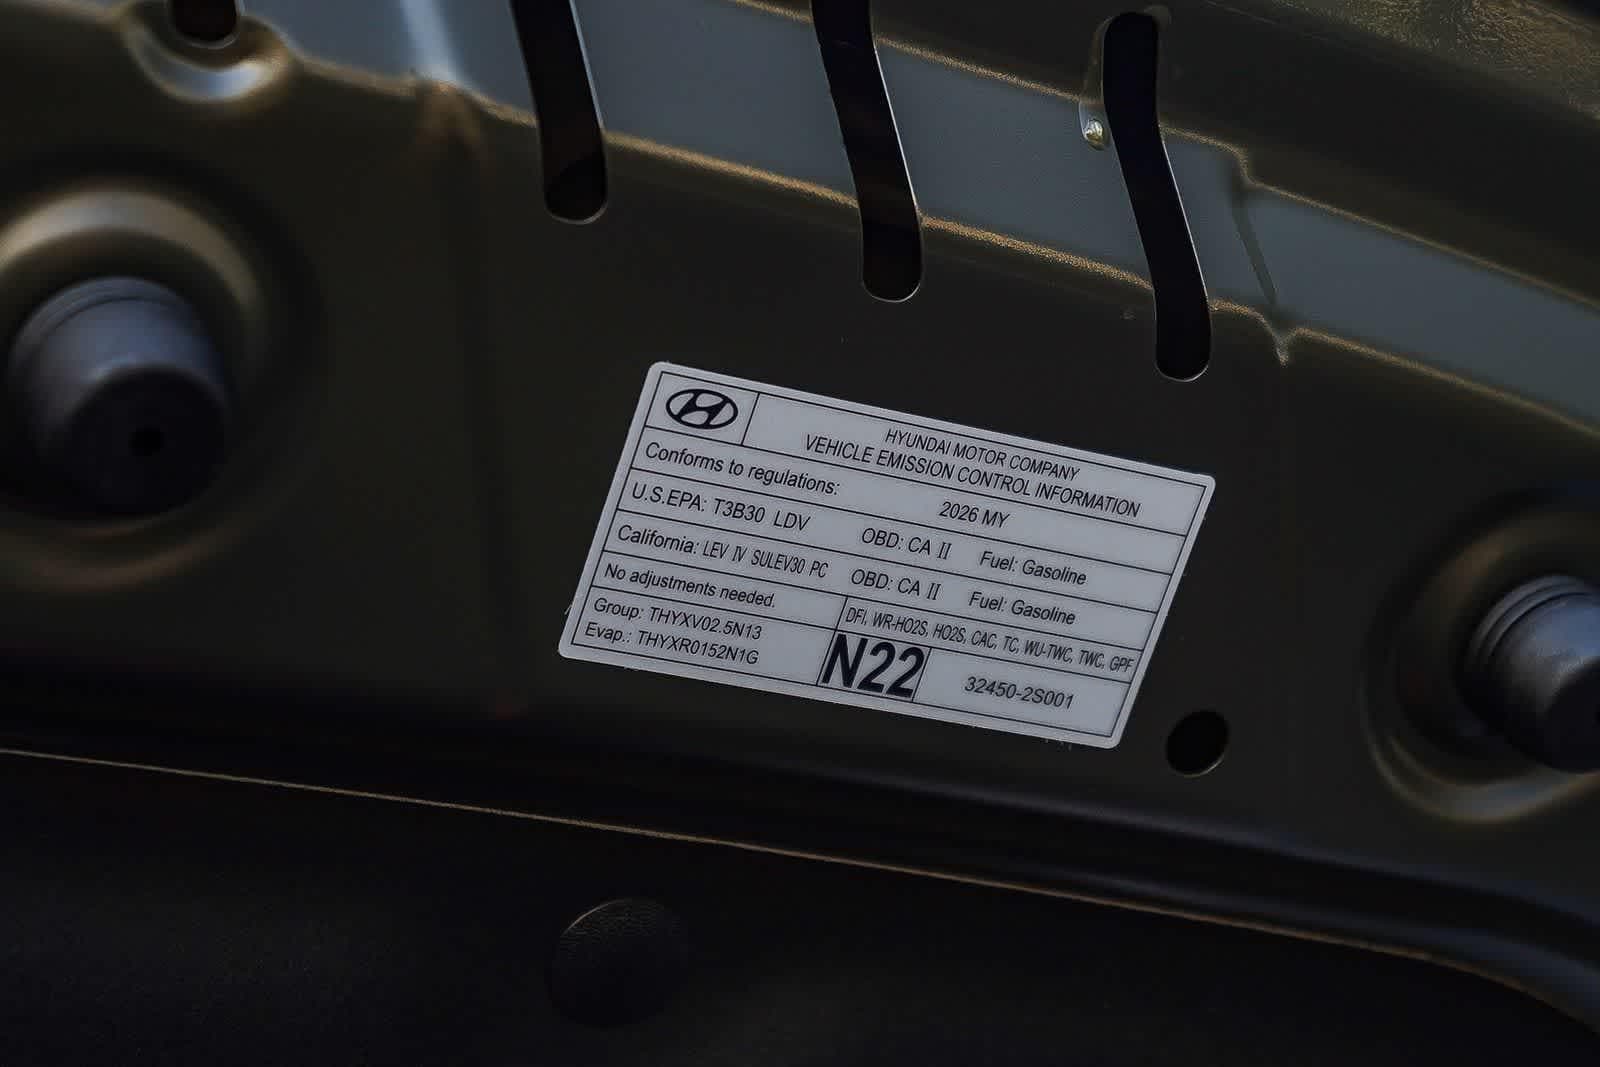 HYUNDAI MOTOR COMPANY
VEHICLE EMISSION CONTROL INFORMATION
Conforms to regulations: 2026 MY
U.S.EPA: T3B30 LDV OBD: CA II Fuel: Gasoline
California: LEV IV SULEV30 PC OBD: CA II Fuel: Gasoline
No adjustments needed. DFI, WR-HO2S, HO2S, CAC, TC, WU-TWC, TWC, GPF
Group: THYXV02.5N13
Evap.: THYXR0152N1G
N22
32450-2S001